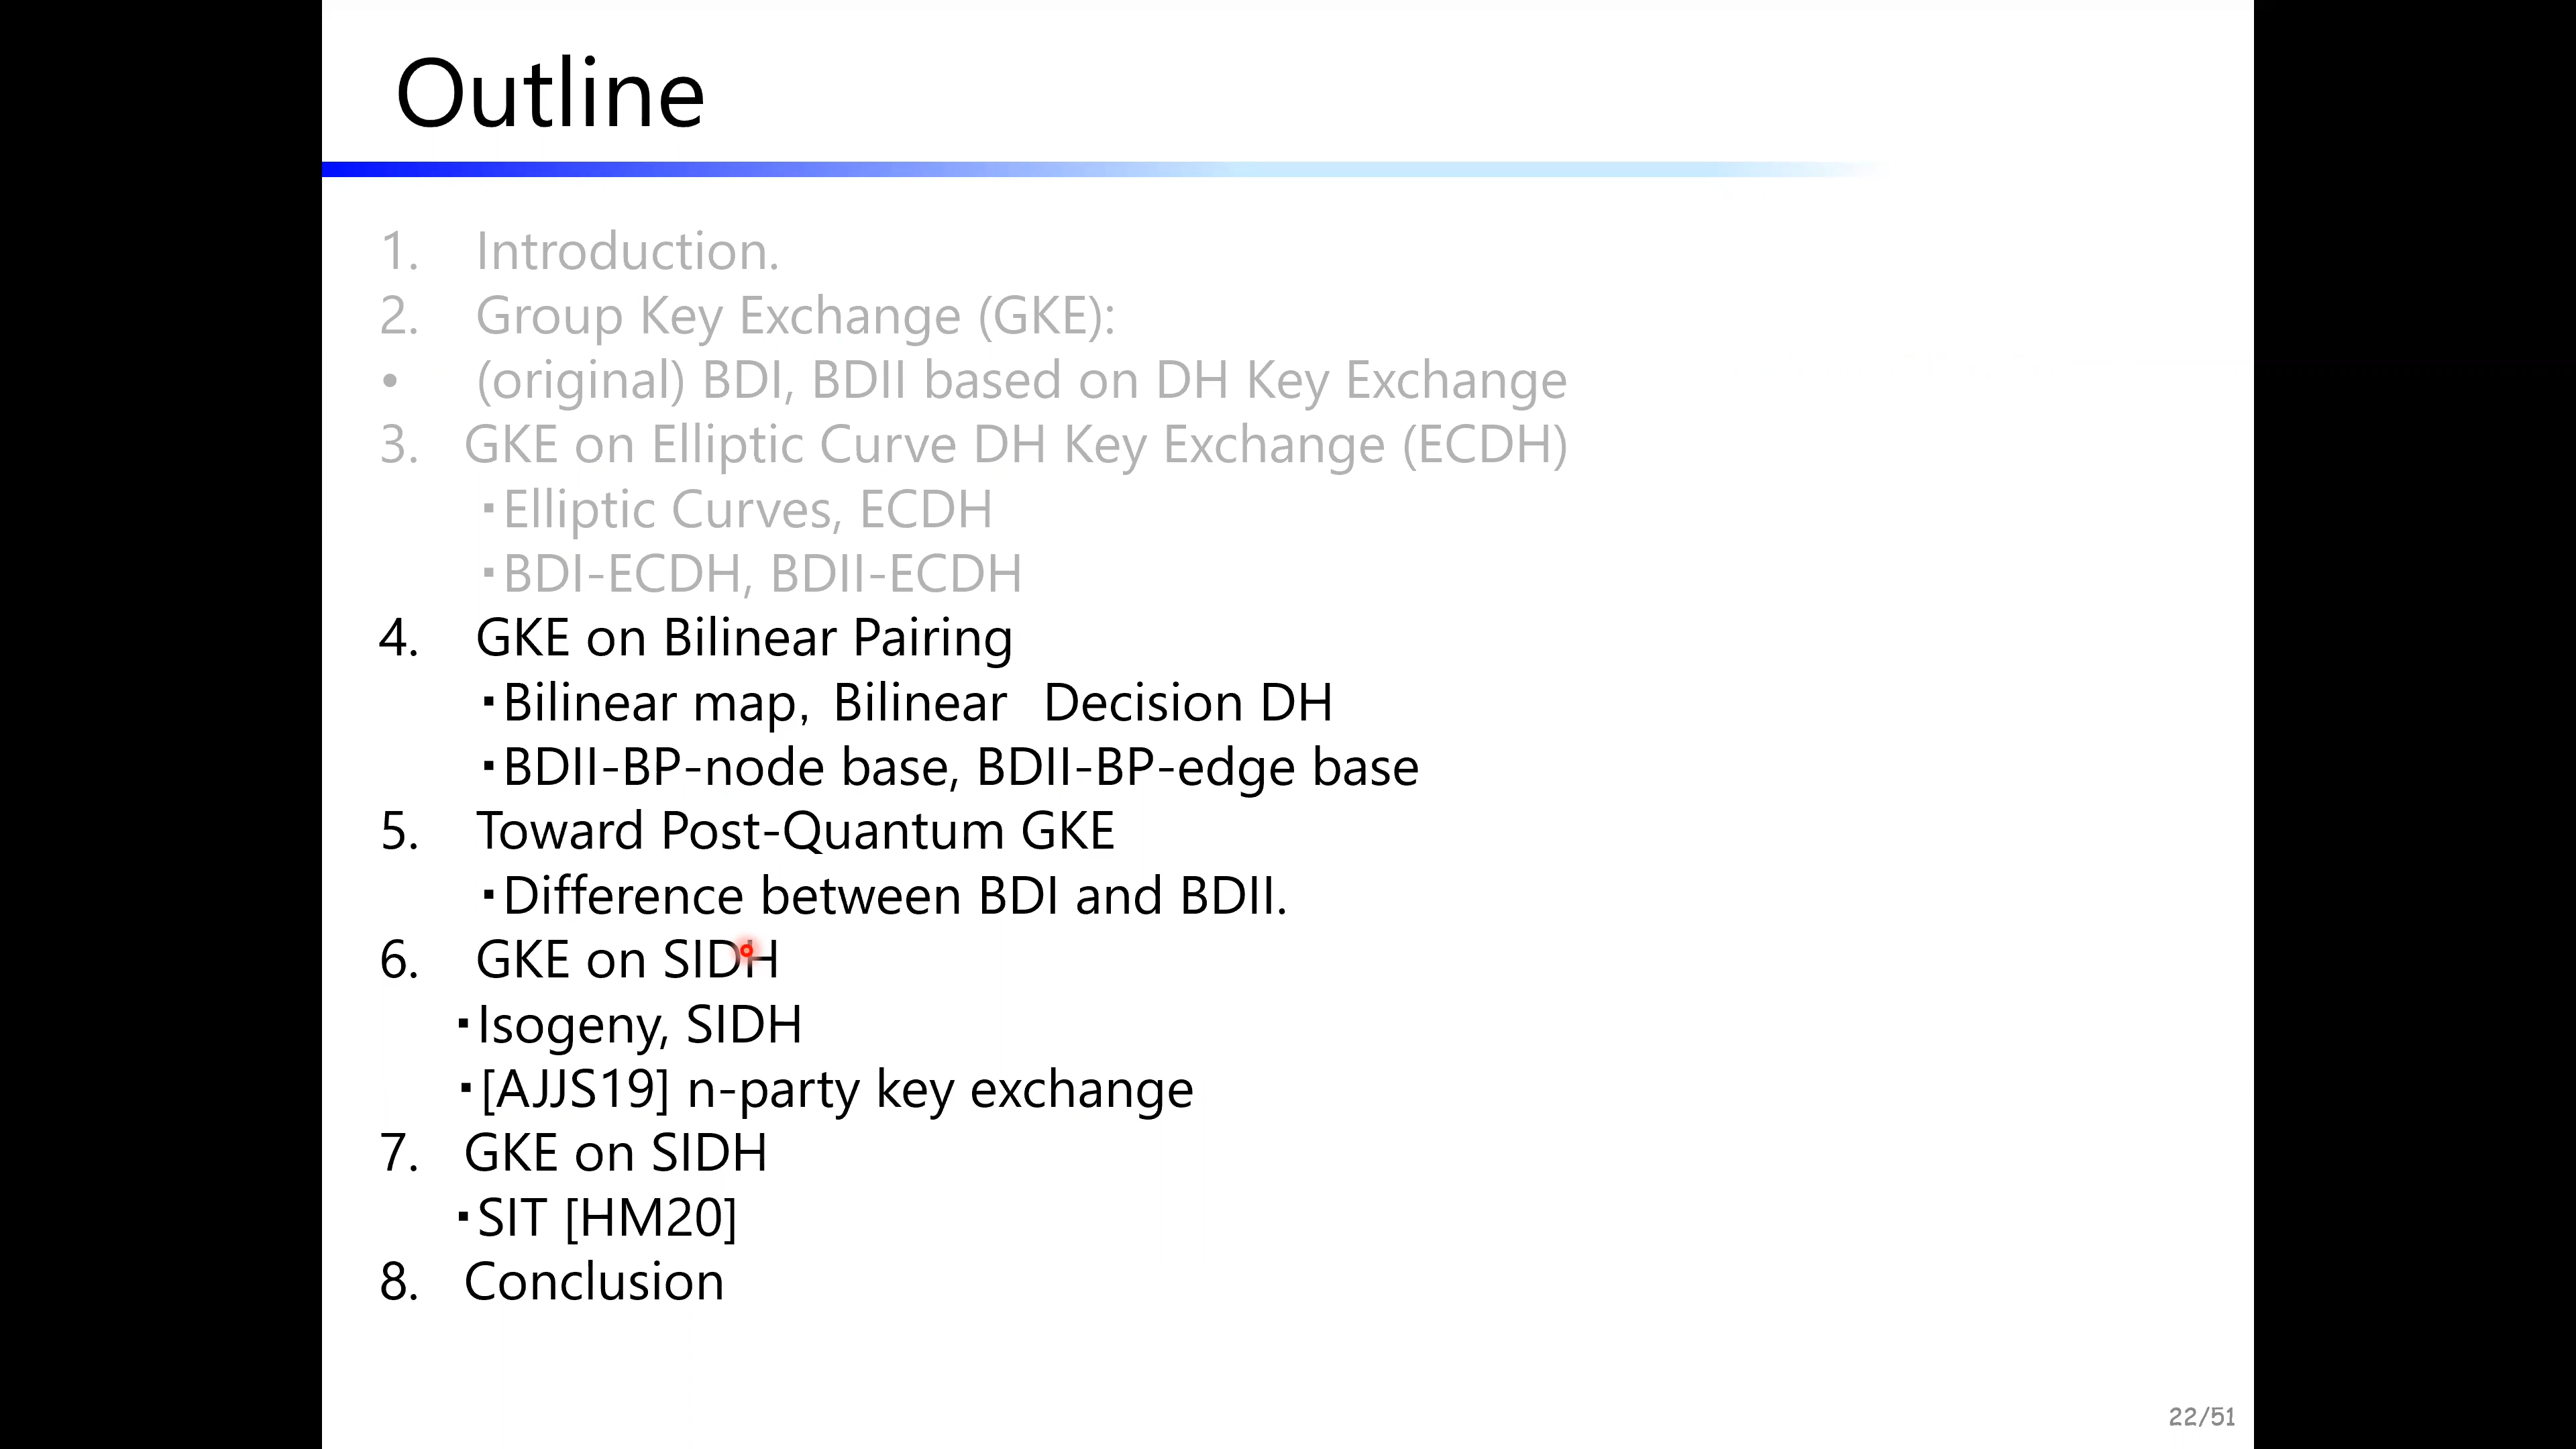 Outline
1. Introduction.
2. Group Key Exchange (GKE):
• (original) BDI, BDII based on DH Key Exchange
3. GKE on Elliptic Curve DH Key Exchange (ECDH)
▪Elliptic Curves, ECDH
▪BDI-ECDH, BDII-ECDH
4. GKE on Bilinear Pairing
▪Bilinear map, Bilinear Decision DH
▪BDII-BP-node base, BDII-BP-edge base
5. Toward Post-Quantum GKE
▪Difference between BDI and BDII.
6. GKE on SIDH
▪Isogeny, SIDH
▪[AJJS19] n-party key exchange
7. GKE on SIDH
▪SIT [HM20]
8. Conclusion
22/51